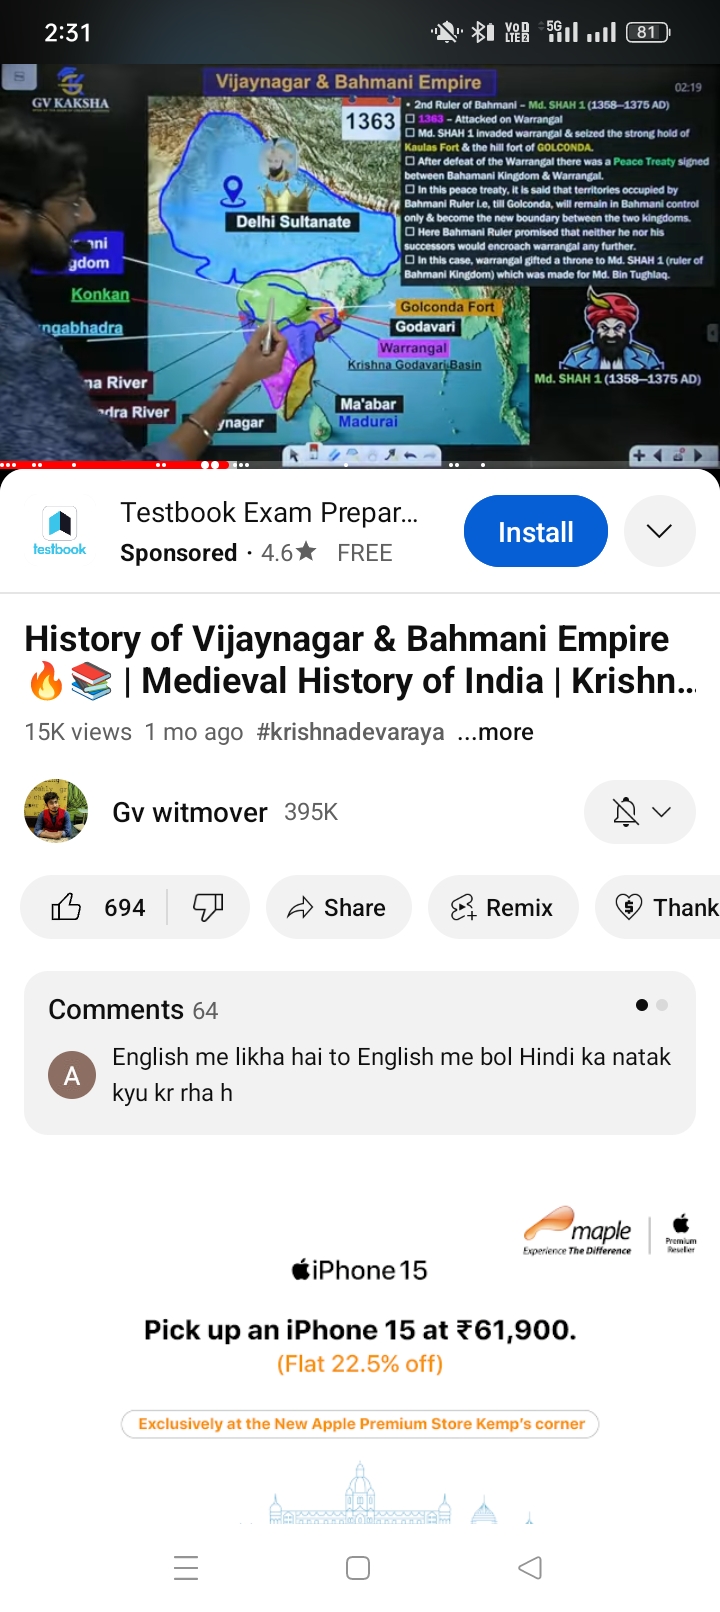 2:31
VoD
LTE2
5G
81
GV KAKSHA
Vijaynagar & Bahmani Empire
02:19
1363
• 2nd Ruler of Bahmani – Md. SHAH 1 (1358–1375 AD)
☐ 1363 – Attacked on Warrangal
☐ Md. SHAH 1 invaded warrangal & seized the strong hold of
Kaulas Fort & the hill fort of GOLCONDA.
☐ After defeat of the Warrangal there was a Peace Treaty signed
between Bahamani Kingdom & Warrangal.
☐ In this peace treaty, it is said that territories occupied by
Bahmani Ruler i.e, till Golconda, will remain in Bahmani control
only & become the new boundary between the two kingdoms.
☐ Here Bahmani Ruler promised that neither he nor his
successors would encroach warrangal any further.
☐ In this case, warrangal gifted a throne to Md. SHAH 1 (ruler of
Bahmani Kingdom) which was made for Md. Bin Tughlaq.
Delhi Sultanate
ani
gdom
Konkan
ngabhadra
na River
dra River
ynagar
Golconda Fort
Godavari
Warrangal
Krishna Godavari Basin
Ma'abar
Madurai
Md. SHAH 1 (1358–1375 AD)
testbook
Testbook Exam Prepar...
Sponsored · 4.6★ FREE
Install
History of Vijaynagar & Bahmani Empire
🔥📚 | Medieval History of India | Krishn...
15K views 1 mo ago #krishnadevaraya ...more
Gv witmover 395K
694
Share
Remix
Thank
Comments 64
A
English me likha hai to English me bol Hindi ka natak
kyu kr rha h
maple
Experience The Difference
Premium
Reseller
iPhone 15
Pick up an iPhone 15 at ₹61,900.
(Flat 22.5% off)
Exclusively at the New Apple Premium Store Kemp's corner